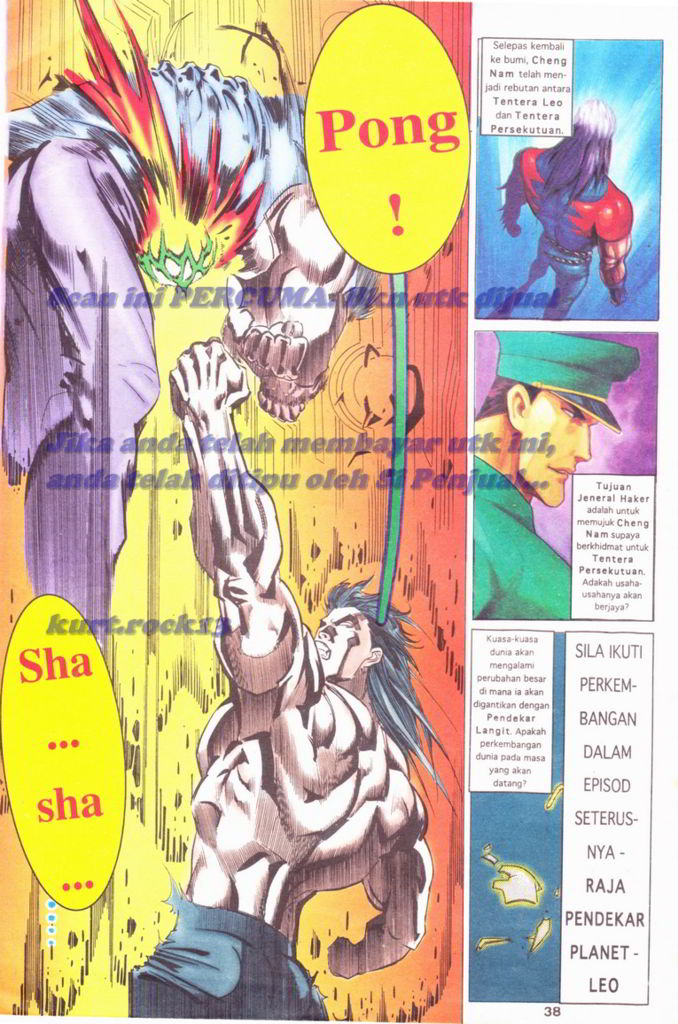 Pong
!
Sha
...
sha
...
Scan ini PERCUMA. Bkn utk dijual
Jika anda telah membayar utk ini,
anda telah ditipu oleh Si Penjual...
kurt.rock13
Selepas kembali
ke bumi, Cheng
Nam telah men-
jadi rebutan antara
Tentera Leo
dan Tentera
Persekutuan.
Tujuan
Jeneral Haker
adalah untuk
memujuk Cheng
Nam supaya
berkhidmat untuk
Tentera
Persekutuan.
Adakah usaha-
usahanya akan
berjaya?
Kuasa-kuasa
dunia akan
mengalami
perubahan besar
di mana ia akan
digantikan dengan
Pendekar
Langit. Apakah
perkembangan
dunia pada masa
yang akan
datang?
SILA IKUTI
PERKEM-
BANGAN
DALAM
EPISOD
SETERUS-
NYA -
RAJA
PENDEKAR
PLANET -
LEO
38